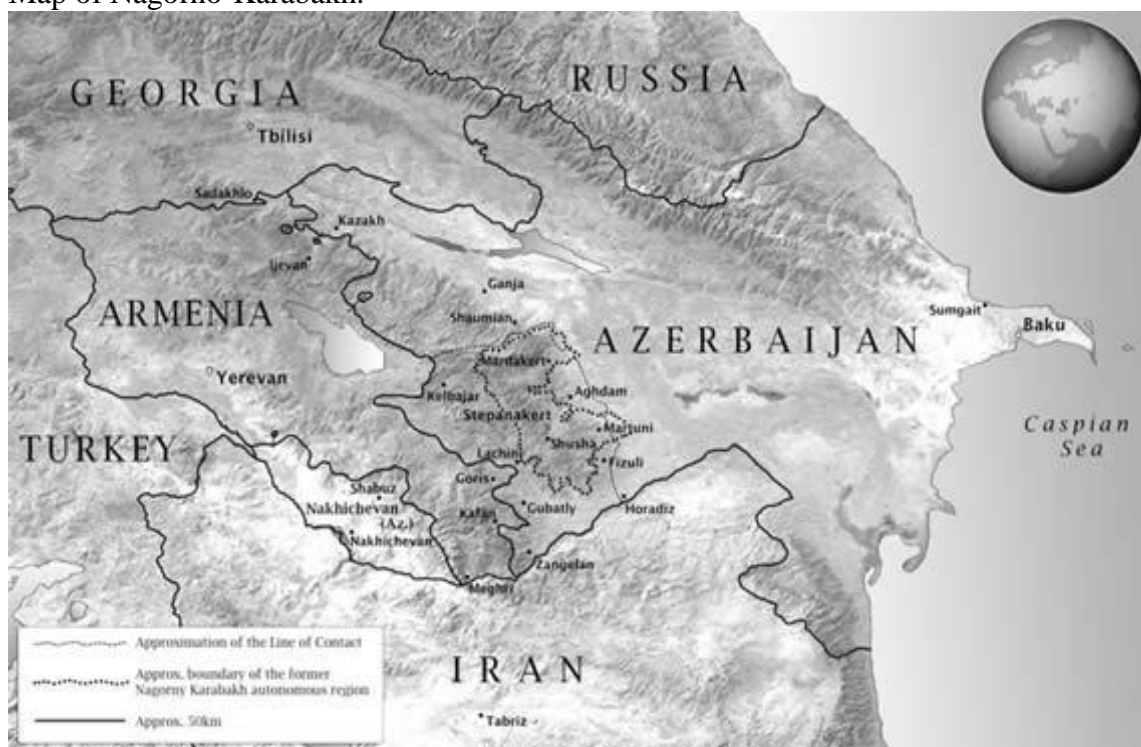 Map of Nagorno-Karabakh.
RUSSIA
GEORGIA
Tbilisi
Sadakhlo
Kazakh
Ijevan
Ganja
ARMENIA
Shaumian
AZERBAIJAN
Sumgait
Baku
Mardakert
Yerevan
Kelbajar
Aghdam
Stepanakert
Martuni
Caspian
Sea
TURKEY
Shusha
Lachin
Fizuli
Goris
Shabuz
Nakhichevan
(Az.)
Gubatly
Horadiz
Kafan
Nakhichevan
Zangelan
Meghri
Approximation of the Line of Contact
Approx. boundary of the former
Nagorny Karabakh autonomous region
Approx. 50km
IRAN
Tabriz